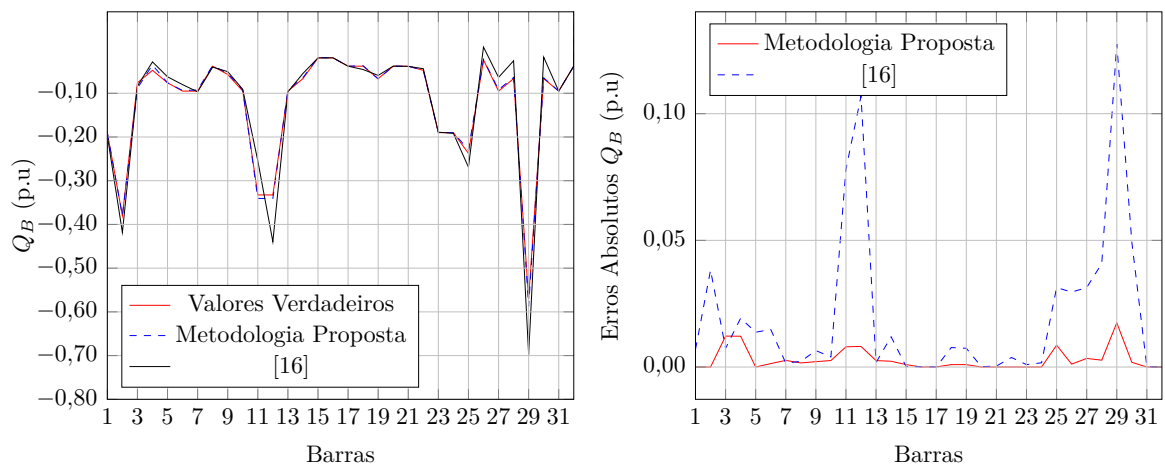 −0,10
−0,20
−0,30
−0,40
−0,50
−0,60
−0,70
−0,80
Q_B (p.u)
Valores Verdadeiros
Metodologia Proposta
[16]
1 3 5 7 9 11 13 15 17 19 21 23 25 27 29 31
Barras
0,10
0,05
0,00
Erros Absolutos Q_B (p.u)
Metodologia Proposta
[16]
1 3 5 7 9 11 13 15 17 19 21 23 25 27 29 31
Barras